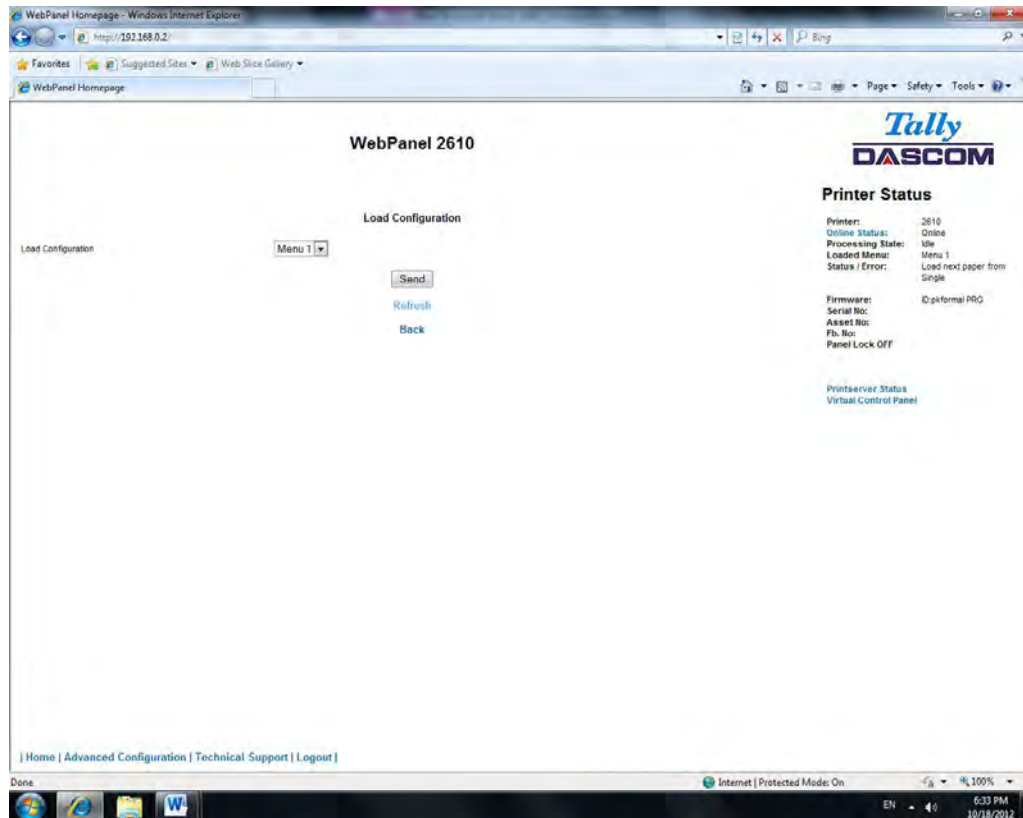 WebPanel Homepage - Windows Internet Explorer
http://192.168.0.2/
Bing
Favorites Suggested Sites Web Slice Gallery
WebPanel Homepage
Page Safety Tools
WebPanel 2610
Load Configuration
Load Configuration Menu 1
Send
Refresh
Back
Tally
DASCOM
Printer Status
Printer: 2610
Online Status: Online
Processing State: Idle
Loaded Menu: Menu 1
Status / Error: Load next paper from
Single
Firmware: ID:pkformal PRG
Serial No:
Asset No:
Fb. No:
Panel Lock OFF
Printserver Status
Virtual Control Panel
| Home | Advanced Configuration | Technical Support | Logout |
Done
Internet | Protected Mode: On
100%
EN
6:33 PM
10/18/2012